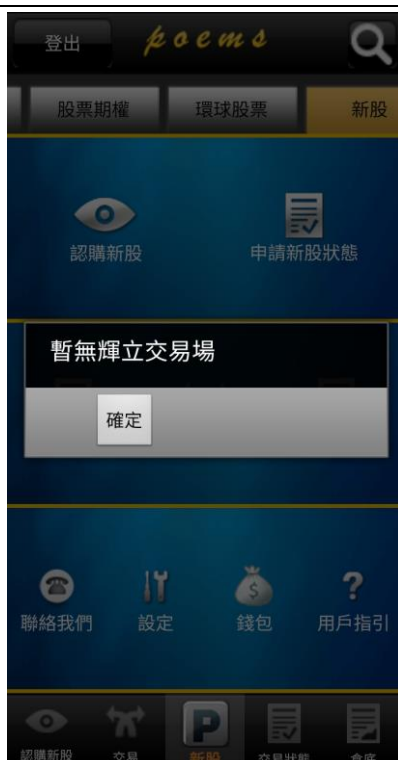 登出
poems
股票期權
環球股票
新股
認購新股
申請新股狀態
暫無輝立交易場
確定
聯絡我們
設定
錢包
用戶指引
認購新股
交易
新股
交易狀態
倉底